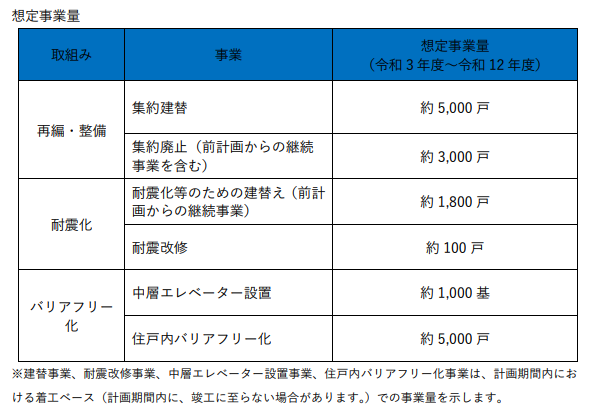 想定事業量
取組み
事業
想定事業量
（令和３年度～令和 12 年度）
再編・整備
集約建替
約 5,000 戸
集約廃止（前計画からの継続
事業を含む）
約 3,000 戸
耐震化
耐震化等のための建替え（前計
画からの継続事業）
約 1,800 戸
耐震改修
約 100 戸
バリアフリー
化
中層エレベーター設置
約 1,000 基
住戸内バリアフリー化
約 5,000 戸
※建替事業、耐震改修事業、中層エレベーター設置事業、住戸内バリアフリー化事業は、計画期間内にお
ける着工ベース（計画期間内に、竣工に至らない場合があります。）での事業量を示します。